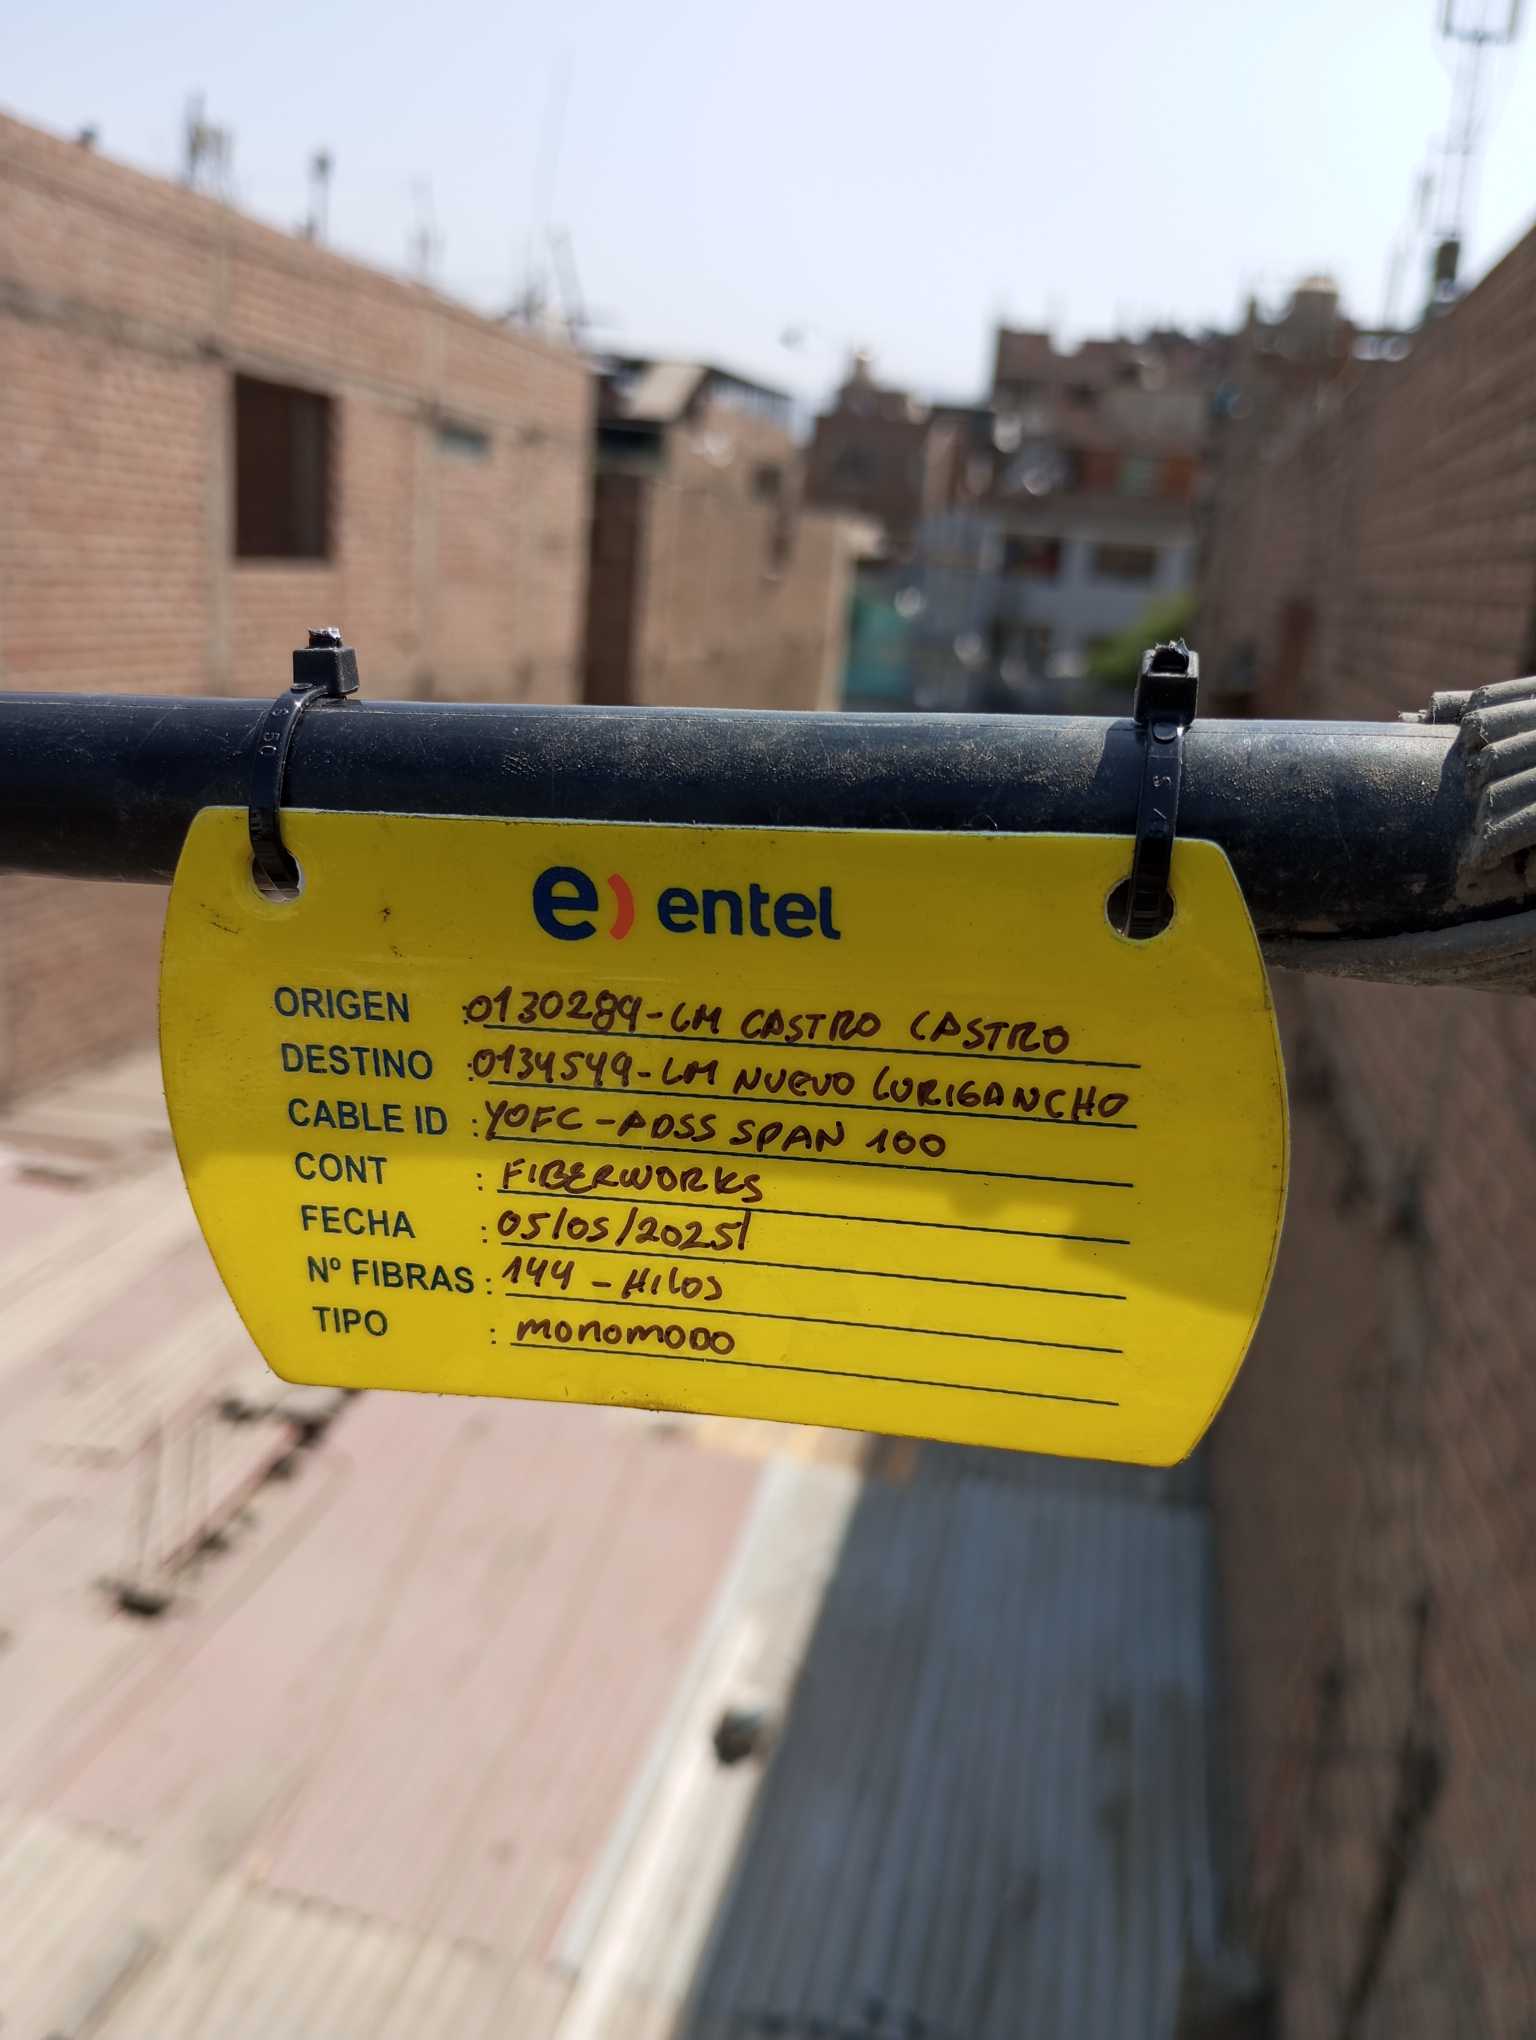 e) entel
ORIGEN : 0130289-LM CASTRO CASTRO
DESTINO : 0134549-LM NUEVO LURIGANCHO
CABLE ID : YOFC-ADSS SPAN 100
CONT : FIBERWORKS
FECHA : 05/05/2025/
Nº FIBRAS : 144 - HILOS
TIPO : MONOMODO